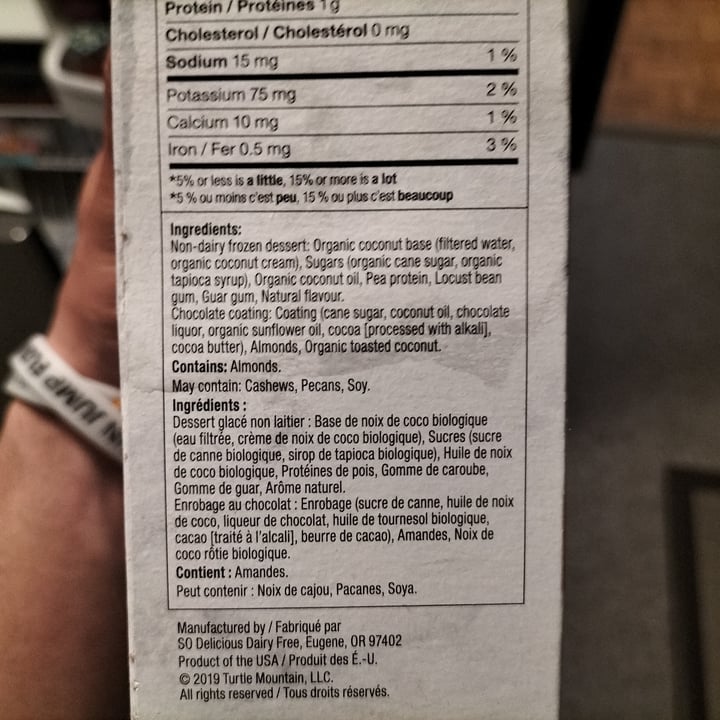 Protein / Protéines 1 g
Cholesterol / Cholestérol 0 mg
Sodium 15 mg 1 %
Potassium 75 mg 2 %
Calcium 10 mg 1 %
Iron / Fer 0.5 mg 3 %
*5% or less is a little, 15% or more is a lot
*5 % ou moins c'est peu, 15 % ou plus c'est beaucoup
Ingredients:
Non-dairy frozen dessert: Organic coconut base (filtered water,
organic coconut cream), Sugars (organic cane sugar, organic
tapioca syrup), Organic coconut oil, Pea protein, Locust bean
gum, Guar gum, Natural flavour.
Chocolate coating: Coating (cane sugar, coconut oil, chocolate
liquor, organic sunflower oil, cocoa [processed with alkali],
cocoa butter), Almonds, Organic toasted coconut.
Contains: Almonds.
May contain: Cashews, Pecans, Soy.
Ingrédients :
Dessert glacé non laitier : Base de noix de coco biologique
(eau filtrée, crème de noix de coco biologique), Sucres (sucre
de canne biologique, sirop de tapioca biologique), Huile de noix
de coco biologique, Protéines de pois, Gomme de caroube,
Gomme de guar, Arôme naturel.
Enrobage au chocolat : Enrobage (sucre de canne, huile de noix
de coco, liqueur de chocolat, huile de tournesol biologique,
cacao [traité à l'alcali], beurre de cacao), Amandes, Noix de
coco rôtie biologique.
Contient : Amandes.
Peut contenir : Noix de cajou, Pacanes, Soya.
Manufactured by / Fabriqué par
SO Delicious Dairy Free, Eugene, OR 97402
Product of the USA / Produit des É.-U.
© 2019 Turtle Mountain, LLC.
All rights reserved / Tous droits réservés.
N JUMP